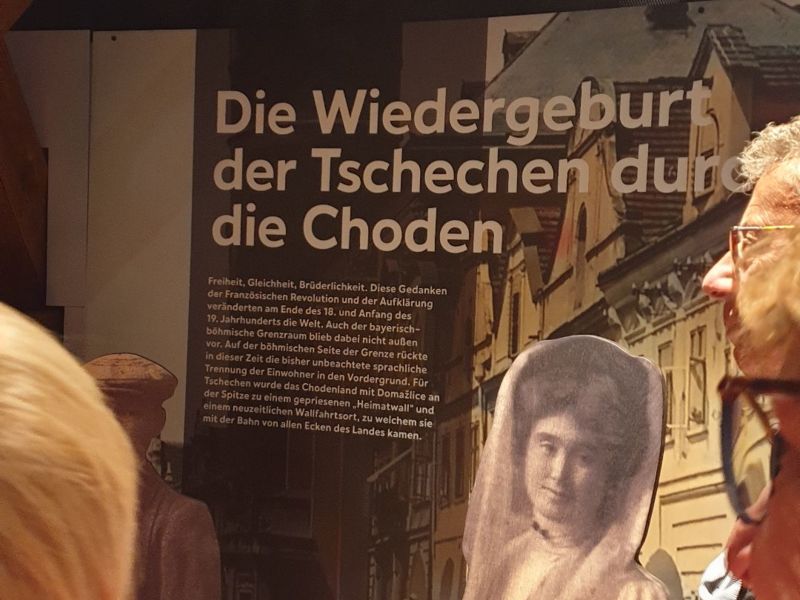 Die Wiedergeburt
der Tschechen durc
die Choden
Freiheit, Gleichheit, Brüderlichkeit. Diese Gedanken
der Französischen Revolution und der Aufklärung
veränderten am Ende des 18. und Anfang des
19. Jahrhunderts die Welt. Auch der bayerisch-
böhmische Grenzraum blieb dabei nicht außen
vor. Auf der böhmischen Seite der Grenze rückte
in dieser Zeit die bisher unbeachtete sprachliche
Trennung der Einwohner in den Vordergrund. Für
Tschechen wurde das Chodenland mit Domažlice an
der Spitze zu einem gepriesenen „Heimatwall" und
einem neuzeitlichen Wallfahrtsort, zu welchem sie
mit der Bahn von allen Ecken des Landes kamen.